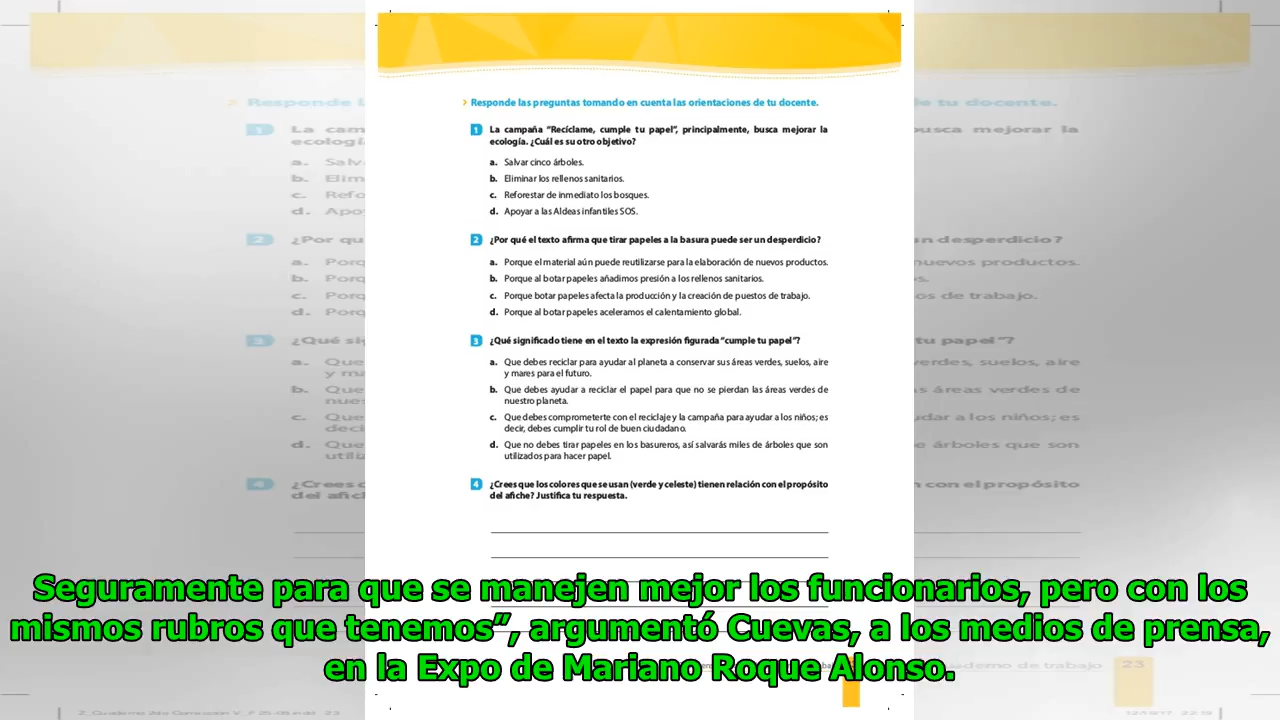 Responde las preguntas tomando en cuenta las orientaciones de tu docente.
1 La campaña “Recíclame, cumple tu papel”, principalmente, busca mejorar la
ecología. ¿Cuál es su otro objetivo?
a. Salvar cinco árboles.
b. Eliminar los rellenos sanitarios.
c. Reforestar de inmediato los bosques.
d. Apoyar a las Aldeas infantiles SOS.
2 ¿Por qué el texto afirma que tirar papeles a la basura puede ser un desperdicio?
a. Porque el material aún puede reutilizarse para la elaboración de nuevos productos.
b. Porque al botar papeles añadimos presión a los rellenos sanitarios.
c. Porque botar papeles afecta la producción y la creación de puestos de trabajo.
d. Porque al botar papeles aceleramos el calentamiento global.
3 ¿Qué significado tiene en el texto la expresión figurada “cumple tu papel”?
a. Que debes reciclar para ayudar al planeta a conservar sus áreas verdes, suelos, aire
y mares para el futuro.
b. Que debes ayudar a reciclar el papel para que no se pierdan las áreas verdes de
nuestro planeta.
c. Que debes comprometerte con el reciclaje y la campaña para ayudar a los niños; es
decir, debes cumplir tu rol de buen ciudadano.
d. Que no debes tirar papeles en los basureros, así salvarás miles de árboles que son
utilizados para hacer papel.
4 ¿Crees que los colores que se usan (verde y celeste) tienen relación con el propósito
del afiche? Justifica tu respuesta.
Seguramente para que se manejen mejor los funcionarios, pero con los
mismos rubros que tenemos”, argumentó Cuevas, a los medios de prensa,
en la Expo de Mariano Roque Alonso.
cuaderno de trabajo 23